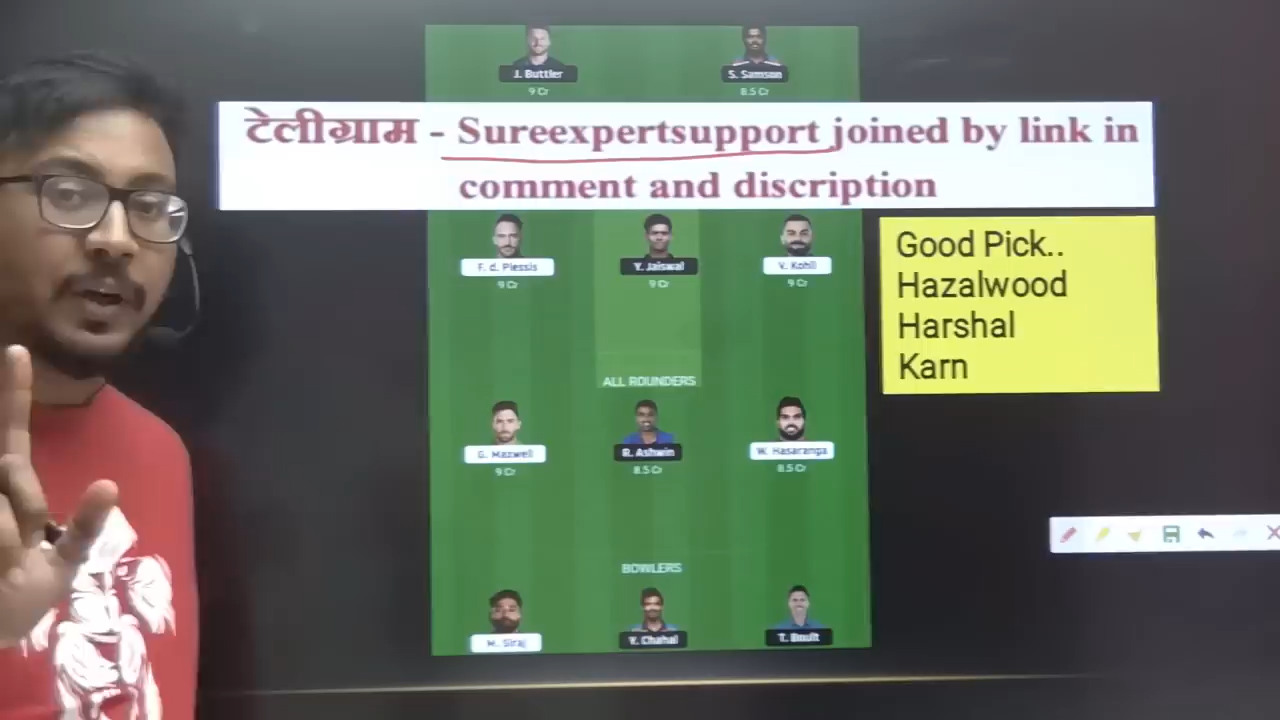 J. Buttler
S. Samson
9 Cr
8.5 Cr
टेलीग्राम - Sureexpertsupport joined by link in
comment and discription
F. d. Plessis
Y. Jaiswal
V. Kohli
9 Cr
9 Cr
9 Cr
Good Pick..
Hazalwood
Harshal
Karn
ALL ROUNDERS
G. Maxwell
R. Ashwin
W. Hasaranga
9 Cr
8.5 Cr
8.5 Cr
BOWLERS
M. Siraj
Y. Chahal
T. Boult